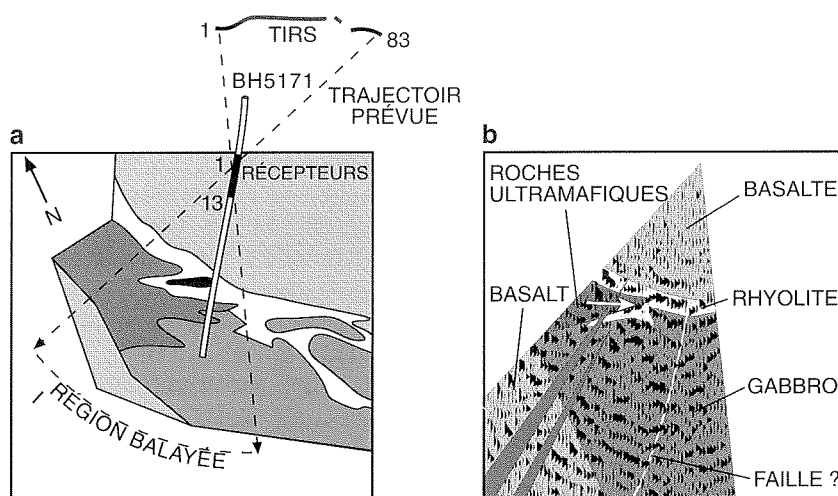 1
TIRS
83
BH5171
TRAJECTOIR
PRÉVUE
a
N
1
RÉCEPTEURS
13
RÉGION BALAYÉE
b
ROCHES
ULTRAMAFIQUES
BASALTE
BASALT
RHYOLITE
GABBRO
FAILLE ?